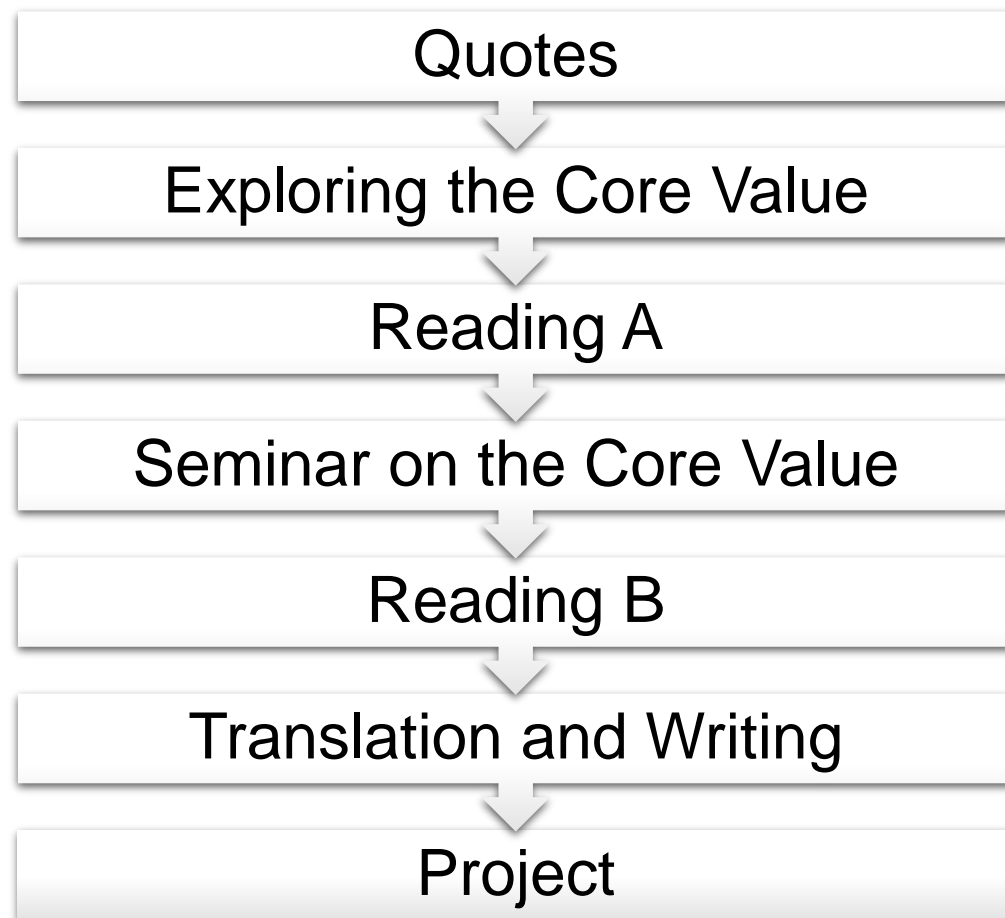 Quotes
Exploring the Core Value
Reading A
Seminar on the Core Value
Reading B
Translation and Writing
Project